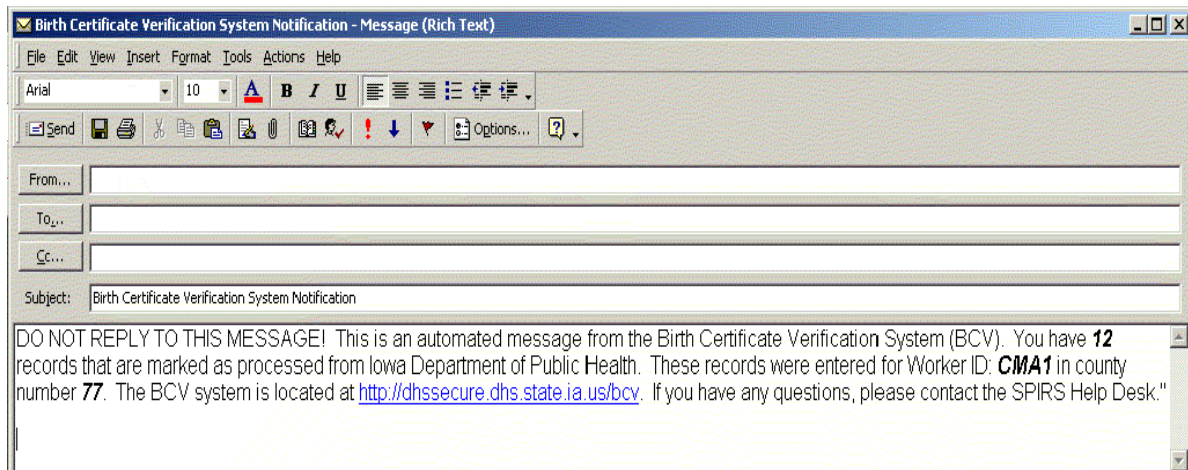 Birth Certificate Verification System Notification - Message (Rich Text)
File Edit View Insert Format Tools Actions Help
Arial 10 A B I U
Send Options...
From...
To...
Cc...
Subject: Birth Certificate Verification System Notification
DO NOT REPLY TO THIS MESSAGE! This is an automated message from the Birth Certificate Verification System (BCV). You have 12
records that are marked as processed from Iowa Department of Public Health. These records were entered for Worker ID: CMA1 in county
number 77. The BCV system is located at http://dhssecure.dhs.state.ia.us/bcv. If you have any questions, please contact the SPIRS Help Desk."